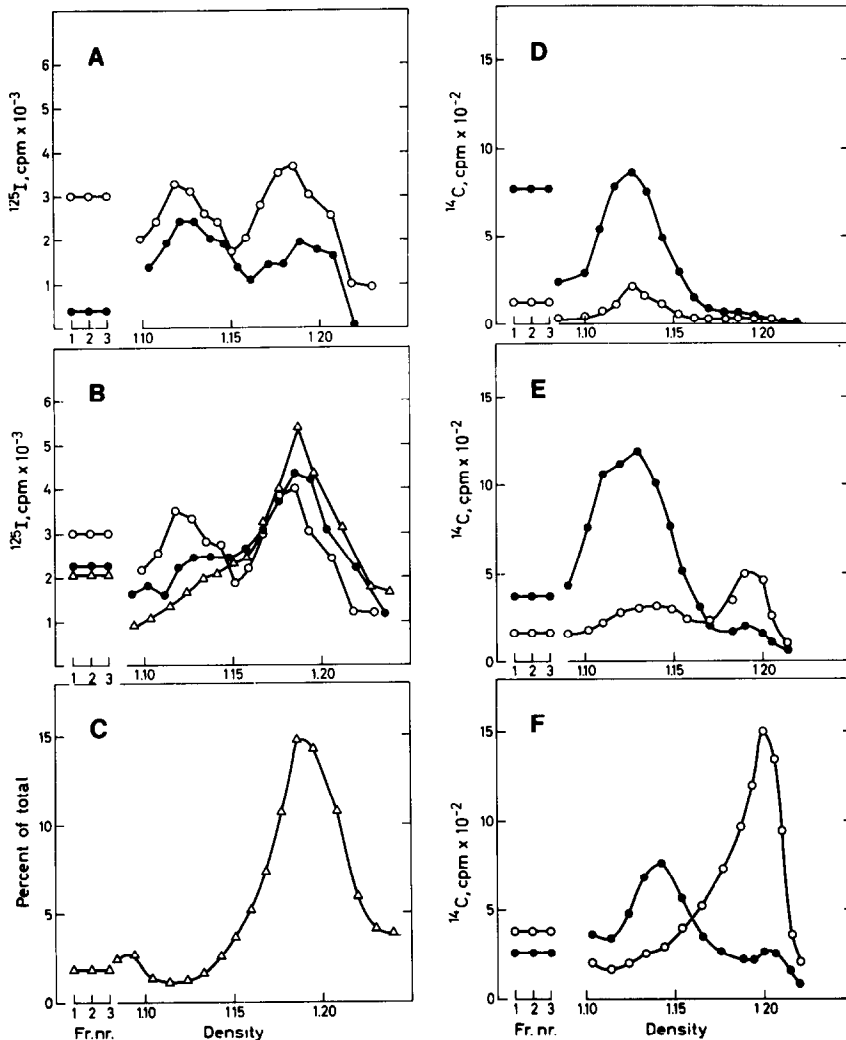 A
¹²⁵I, cpm x 10⁻³
6
5
4
3
2
1
1 2 3
110 1.15 1.20
B
¹²⁵I, cpm x 10⁻³
6
5
4
3
2
1
1 2 3
1.10 1.15 1.20
C
Percent of total
15
10
5
0
1 2 3
Fr. nr.
1.10 1.15 1.20
Density
D
¹⁴C, cpm x 10⁻²
15
10
5
0
1 2 3
1.10 1.15 1 20
E
¹⁴C, cpm x 10⁻²
15
10
5
0
1 2 3
1.10 1.15 1.20
F
¹⁴C, cpm x 10⁻²
15
10
5
0
1 2 3
Fr. nr.
1.10 1.15 1 20
Density